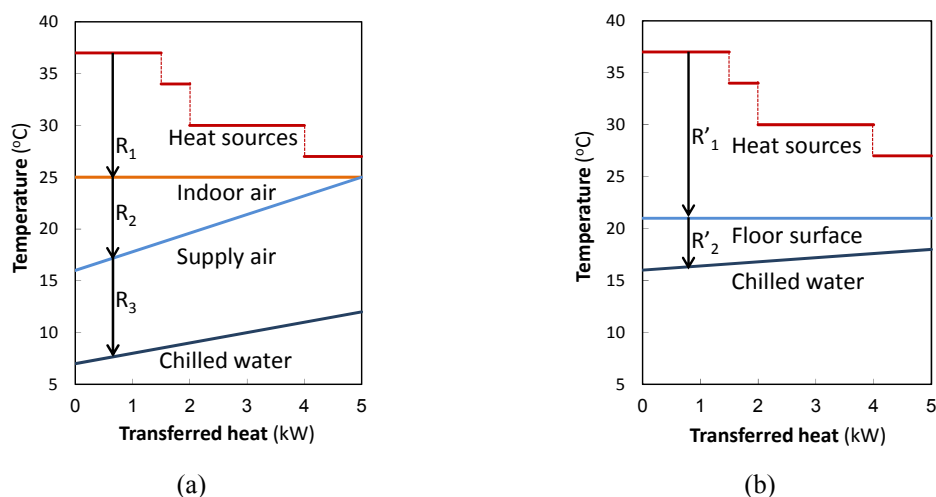 40
35
30
25
20
15
10
5
Temperature (°C)
Heat sources
R1
Indoor air
R2
Supply air
R3
Chilled water
0 1 2 3 4 5
Transferred heat (kW)
(a)
40
35
30
25
20
15
10
5
Temperature (°C)
R'1
Heat sources
R'2
Floor surface
Chilled water
0 1 2 3 4 5
Transferred heat (kW)
(b)